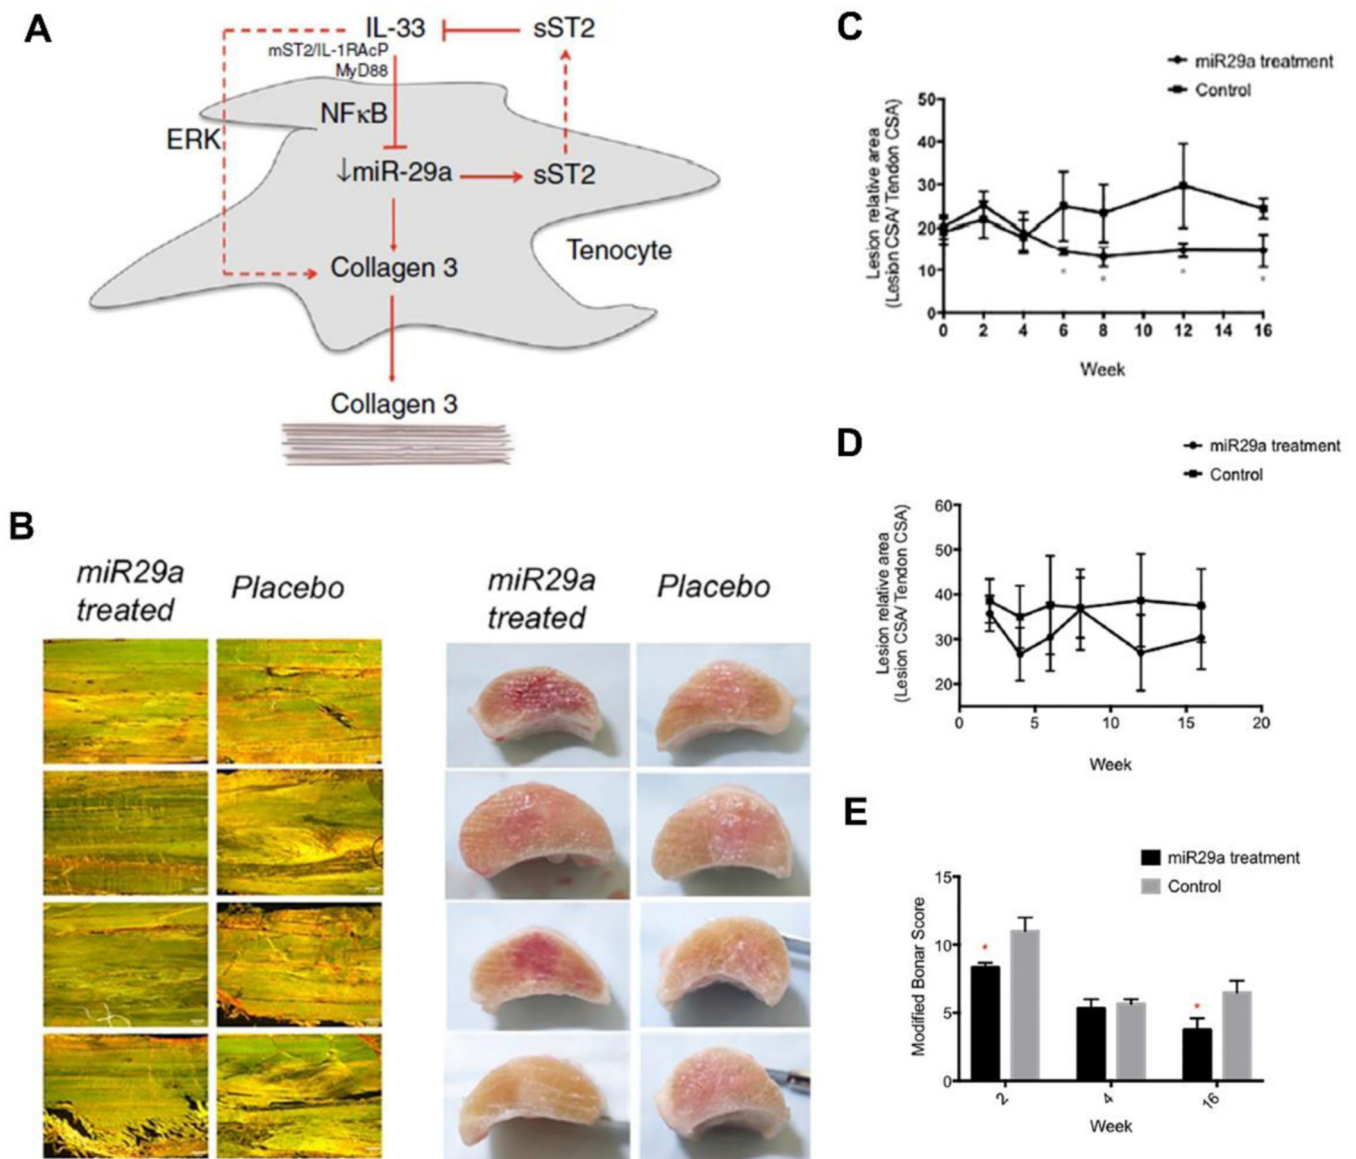 A
IL-33
sST2
mST2/IL-1RAcP
MyD88
NFκB
ERK
↓miR-29a
sST2
Tenocyte
Collagen 3
Collagen 3
B
miR29a
treated
Placebo
miR29a
treated
Placebo
C
miR29a treatment
Control
Lesion relative area
(Lesion CSA/ Tendon CSA)
50
40
30
20
10
0
0 2 4 6 8 10 12 14 16
* * * *
Week
D
miR29a treatment
Control
Lesion relative area
(Lesion CSA/ Tendon CSA)
60
50
40
30
20
0 5 10 15 20
Week
E
miR29a treatment
Control
Modified Bonar Score
15
10
5
0
* *
2 4 16
Week